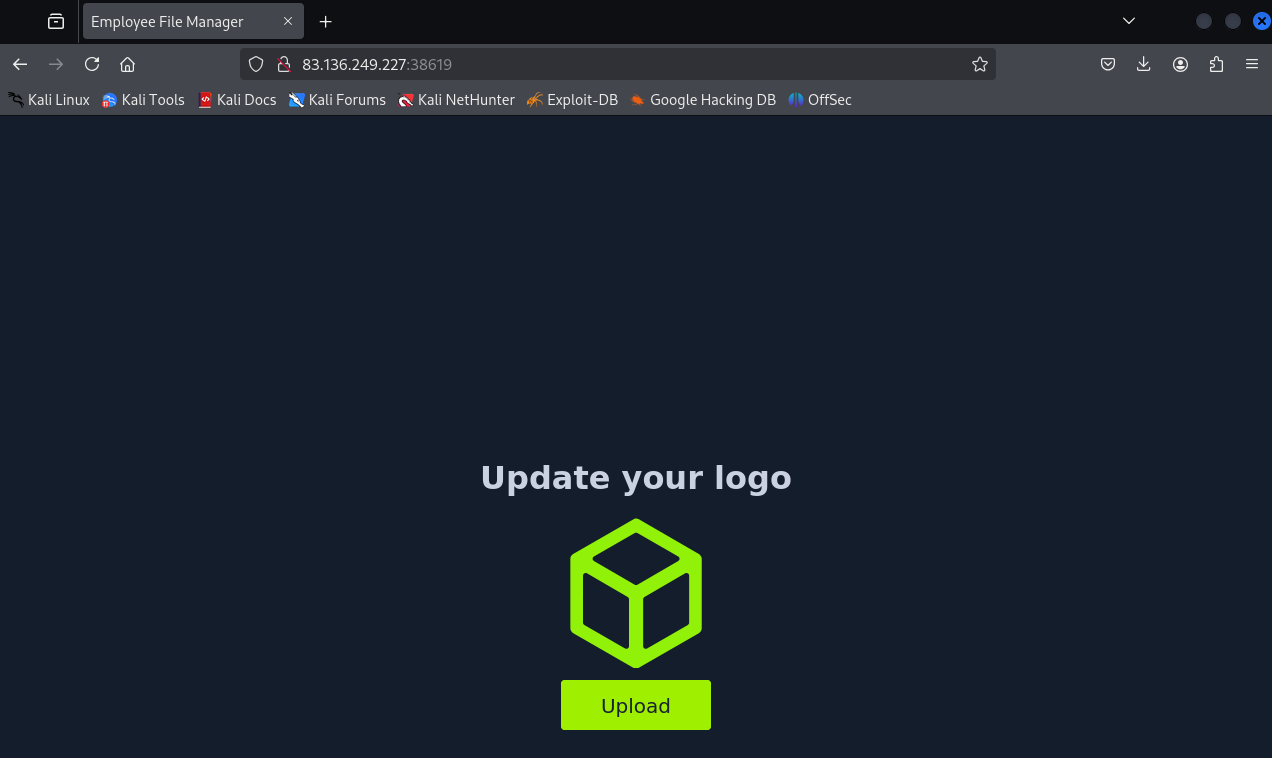 Employee File Manager
83.136.249.227:38619
Kali Linux Kali Tools Kali Docs Kali Forums Kali NetHunter Exploit-DB Google Hacking DB OffSec
Update your logo
Upload